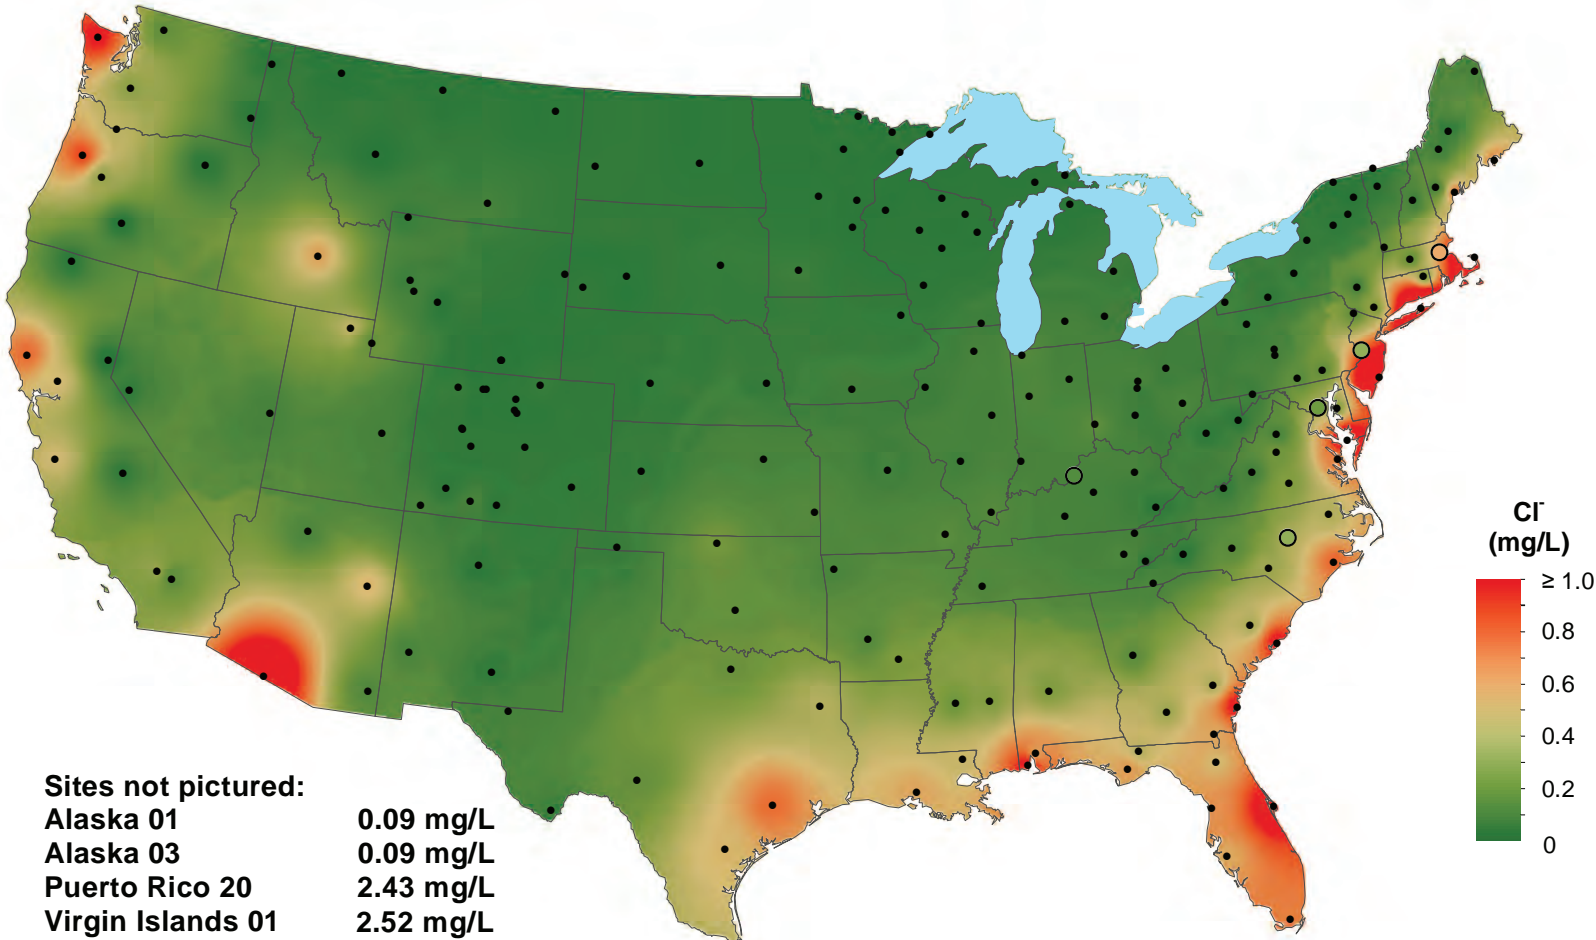 Cl⁻
(mg/L)
≥ 1.0
0.8
0.6
0.4
0.2
0
Sites not pictured:
Alaska 01 0.09 mg/L
Alaska 03 0.09 mg/L
Puerto Rico 20 2.43 mg/L
Virgin Islands 01 2.52 mg/L